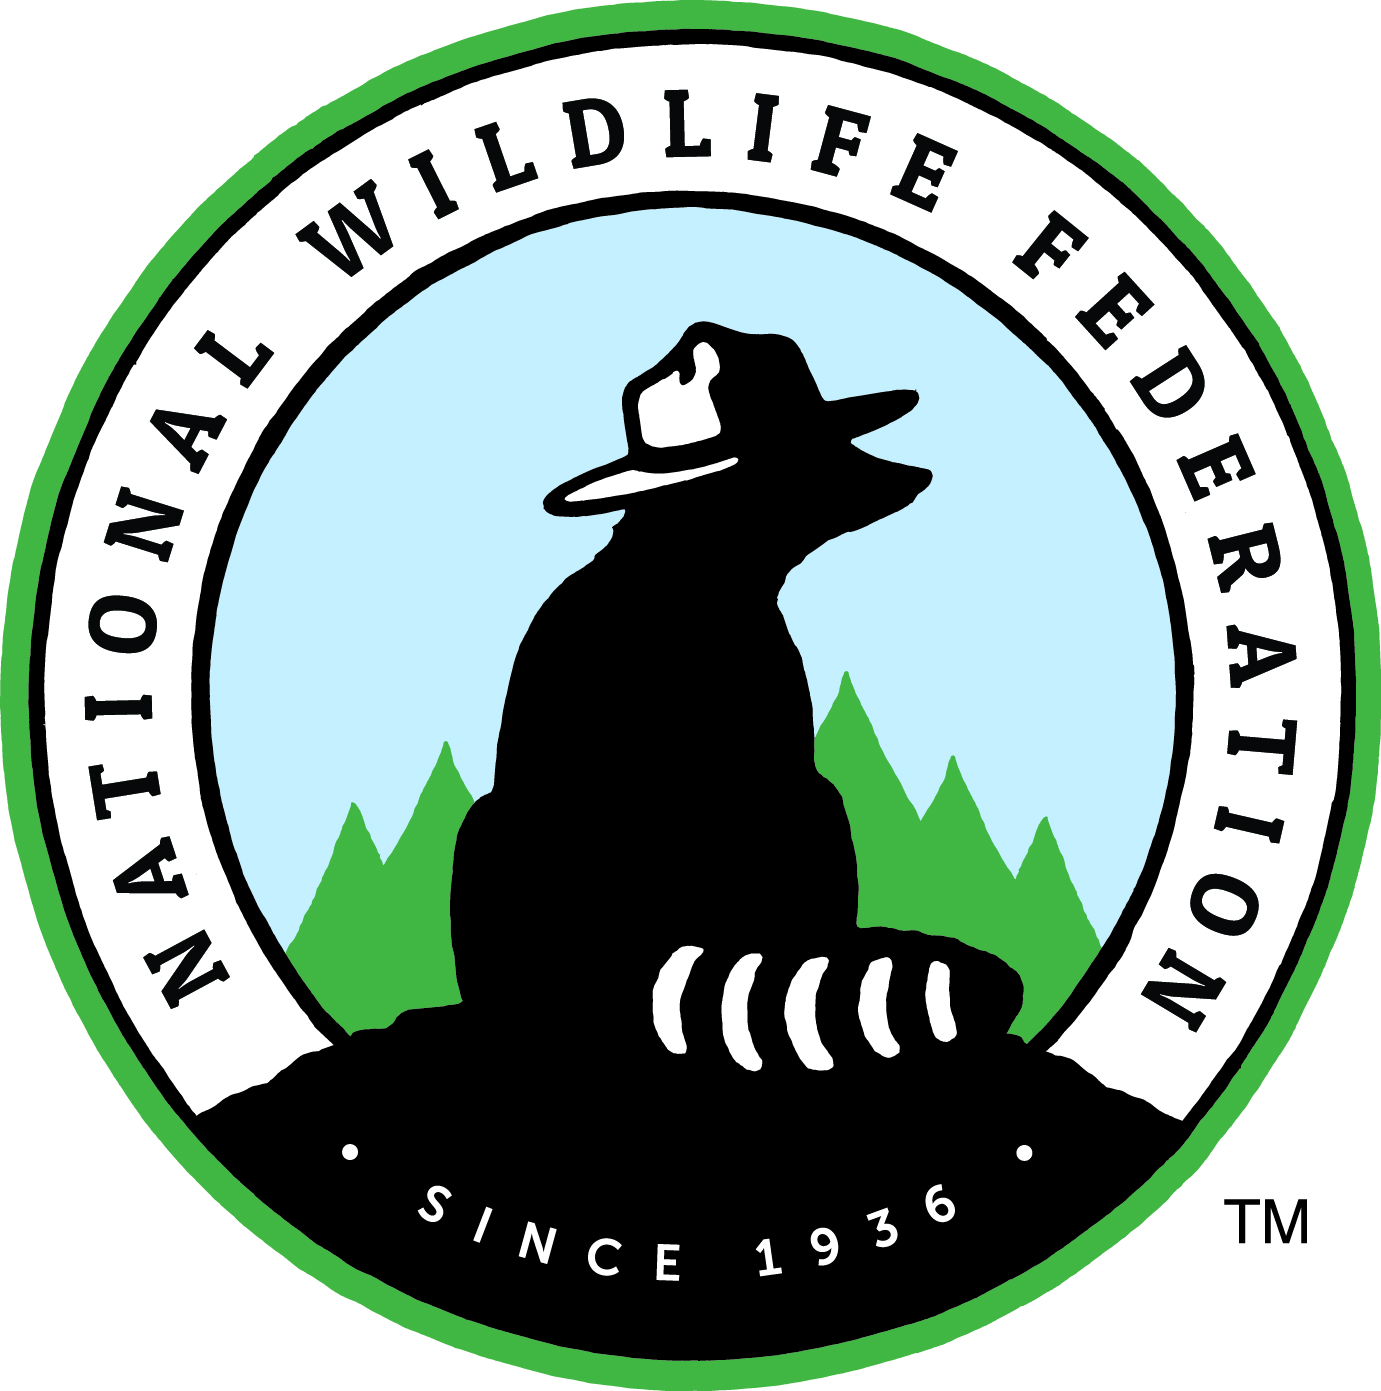 NATIONAL WILDLIFE FEDERATION
• SINCE 1936 •
TM